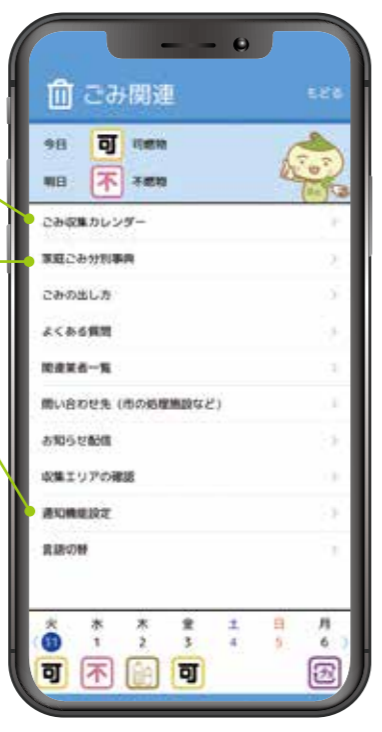 ごみ関連
もどる
今日 可 可燃物
明日 不 不燃物
ごみ収集カレンダー
家庭ごみ分別事典
ごみの出し方
よくある質問
関連業者一覧
問い合わせ先（市の処理施設など）
お知らせ配信
収集エリアの確認
通知機能設定
言語切替
火 水 木 金 土 日 月
1 2 3 4 5 6
可 不 可